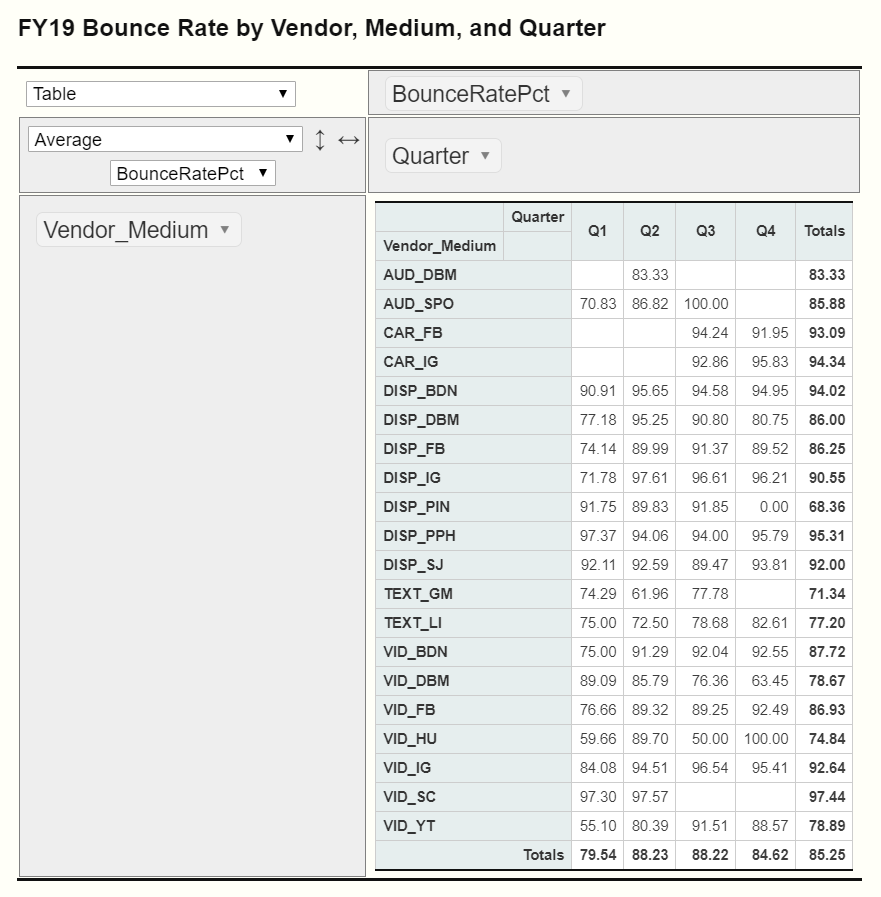 FY19 Bounce Rate by Vendor, Medium, and Quarter
Table
BounceRatePct
Average
BounceRatePct
Quarter
Vendor_Medium
Quarter Q1 Q2 Q3 Q4 Totals
Vendor_Medium
AUD_DBM 83.33 83.33
AUD_SPO 70.83 86.82 100.00 85.88
CAR_FB 94.24 91.95 93.09
CAR_IG 92.86 95.83 94.34
DISP_BDN 90.91 95.65 94.58 94.95 94.02
DISP_DBM 77.18 95.25 90.80 80.75 86.00
DISP_FB 74.14 89.99 91.37 89.52 86.25
DISP_IG 71.78 97.61 96.61 96.21 90.55
DISP_PIN 91.75 89.83 91.85 0.00 68.36
DISP_PPH 97.37 94.06 94.00 95.79 95.31
DISP_SJ 92.11 92.59 89.47 93.81 92.00
TEXT_GM 74.29 61.96 77.78 71.34
TEXT_LI 75.00 72.50 78.68 82.61 77.20
VID_BDN 75.00 91.29 92.04 92.55 87.72
VID_DBM 89.09 85.79 76.36 63.45 78.67
VID_FB 76.66 89.32 89.25 92.49 86.93
VID_HU 59.66 89.70 50.00 100.00 74.84
VID_IG 84.08 94.51 96.54 95.41 92.64
VID_SC 97.30 97.57 97.44
VID_YT 55.10 80.39 91.51 88.57 78.89
Totals 79.54 88.23 88.22 84.62 85.25